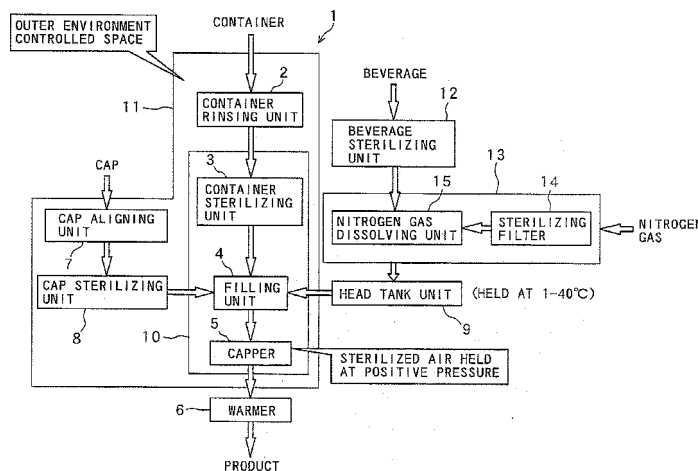 OUTER ENVIRONMENT
CONTROLLED SPACE
CONTAINER
1
2
CONTAINER
RINSING UNIT
11
BEVERAGE
12
BEVERAGE
STERILIZING
UNIT
13
3
CONTAINER
STERILIZING
UNIT
CAP
15
14
CAP ALIGNING
UNIT
7
NITROGEN GAS
DISSOLVING UNIT
STERILIZING
FILTER
NITROGEN
GAS
4
CAP STERILIZING
UNIT
8
FILLING
UNIT
HEAD TANK UNIT
(HELD AT 1-40℃)
9
10
5
CAPPER
STERILIZED AIR HELD
AT POSITIVE PRESSURE
6
WARMER
PRODUCT